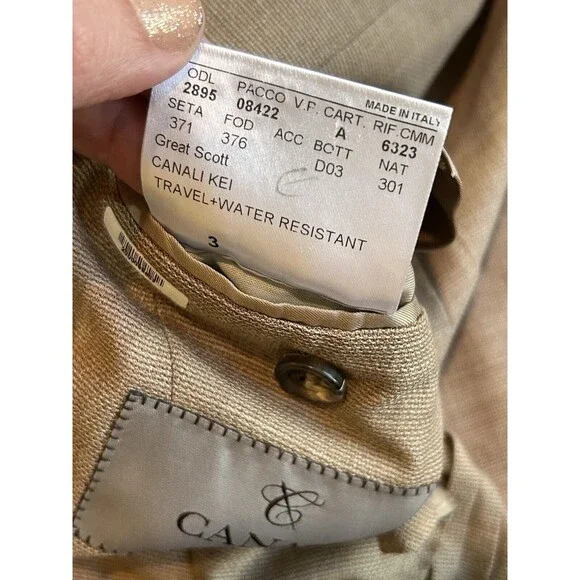 MADE IN ITALY
ODL PACCO V.P. CART. RIF.CMM
2895 08422 A 6323
SETA FOD ACC BOTT NAT
371 376 D03 301
Great Scott
CANALI KEI
TRAVEL+WATER RESISTANT
3
CANA